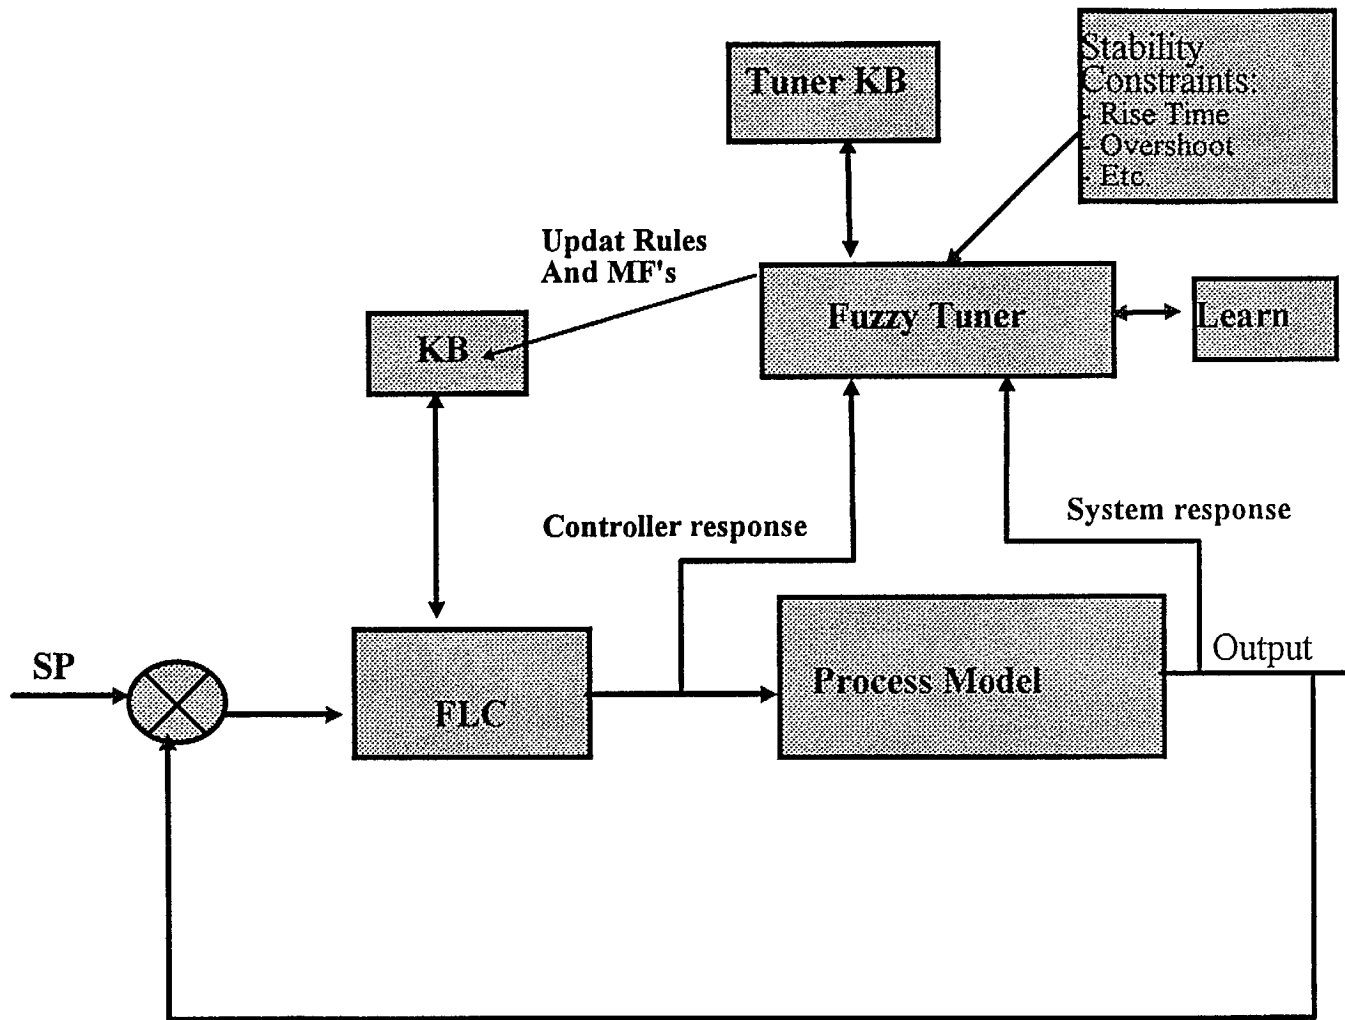 Tuner KB
Stability
Constraints:
- Rise Time
- Overshoot
- Etc.
Updat Rules
And MF's
Fuzzy Tuner
Learn
KB
Controller response
System response
SP
FLC
Process Model
Output